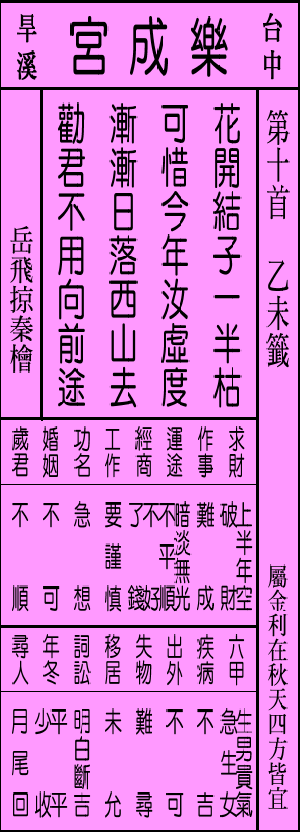 台中
樂成宮
旱溪
第十首 乙未籤 屬金利在秋天四方皆宜
花開結子一半枯
可惜今年汝虛度
漸漸日落西山去
勸君不用向前途
岳飛掠秦檜
求財
上半年空
破財
作事
難成
運途
暗淡無光
不平順
經商
不好
了錢
工作
要謹慎
功名
急想
婚姻
不可
歲君
不順
六甲
生男員氣
急生女
疾病
不吉
出外
不可
失物
難尋
移居
未允
詞訟
明白斷吉
年冬
平平
少收
尋人
月尾回